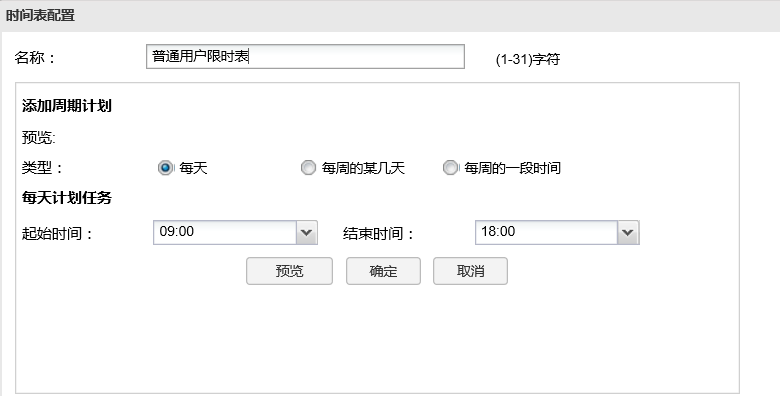 时间表配置
名称： 普通用户限时表 (1-31)字符
添加周期计划
预览:
类型： 每天 每周的某几天 每周的一段时间
每天计划任务
起始时间： 09:00 结束时间： 18:00
预览 确定 取消